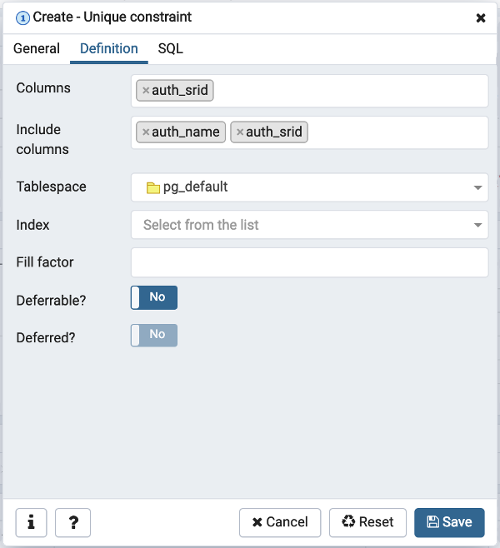 Create - Unique constraint
General Definition SQL
Columns
auth_srid
Include columns
auth_name auth_srid
Tablespace
pg_default
Index
Select from the list
Fill factor
Deferrable?
No
Deferred?
No
i ? Cancel Reset Save